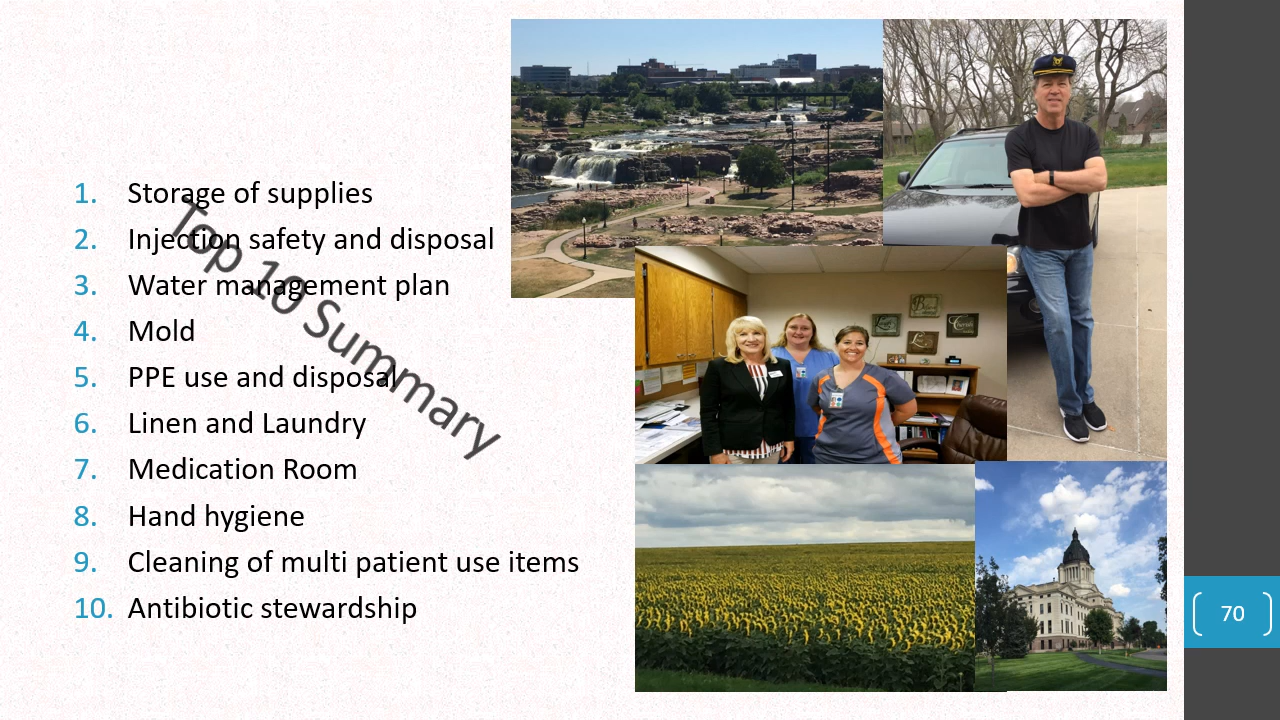 Top 10 Summary
1. Storage of supplies
2. Injection safety and disposal
3. Water management plan
4. Mold
5. PPE use and disposal
6. Linen and Laundry
7. Medication Room
8. Hand hygiene
9. Cleaning of multi patient use items
10. Antibiotic stewardship
70